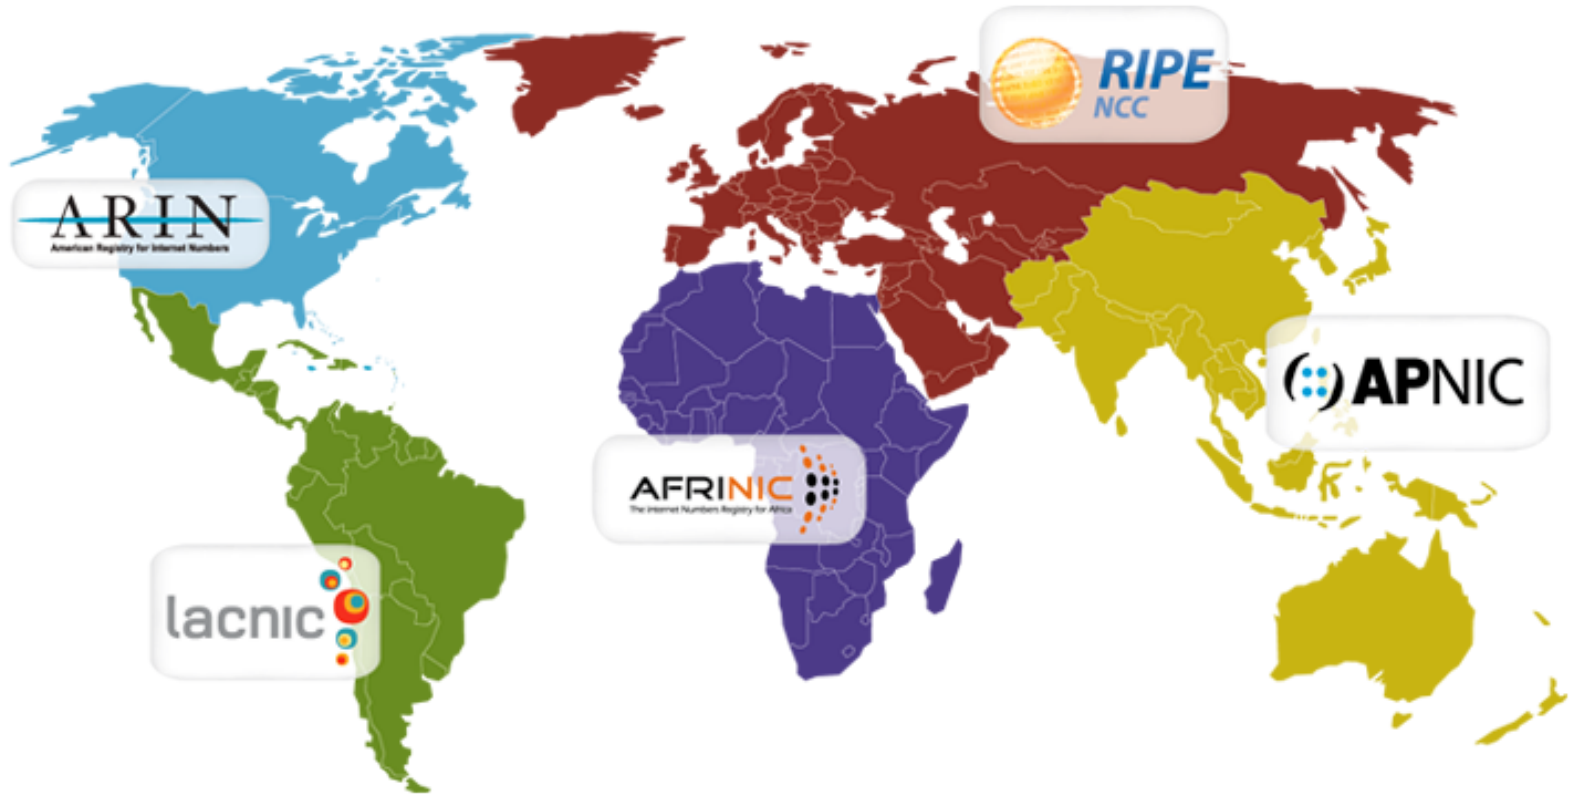 RIPE
NCC
ARIN
American Registry for Internet Numbers
APNIC
AFRINIC
The Internet Numbers Registry for Africa
lacnic